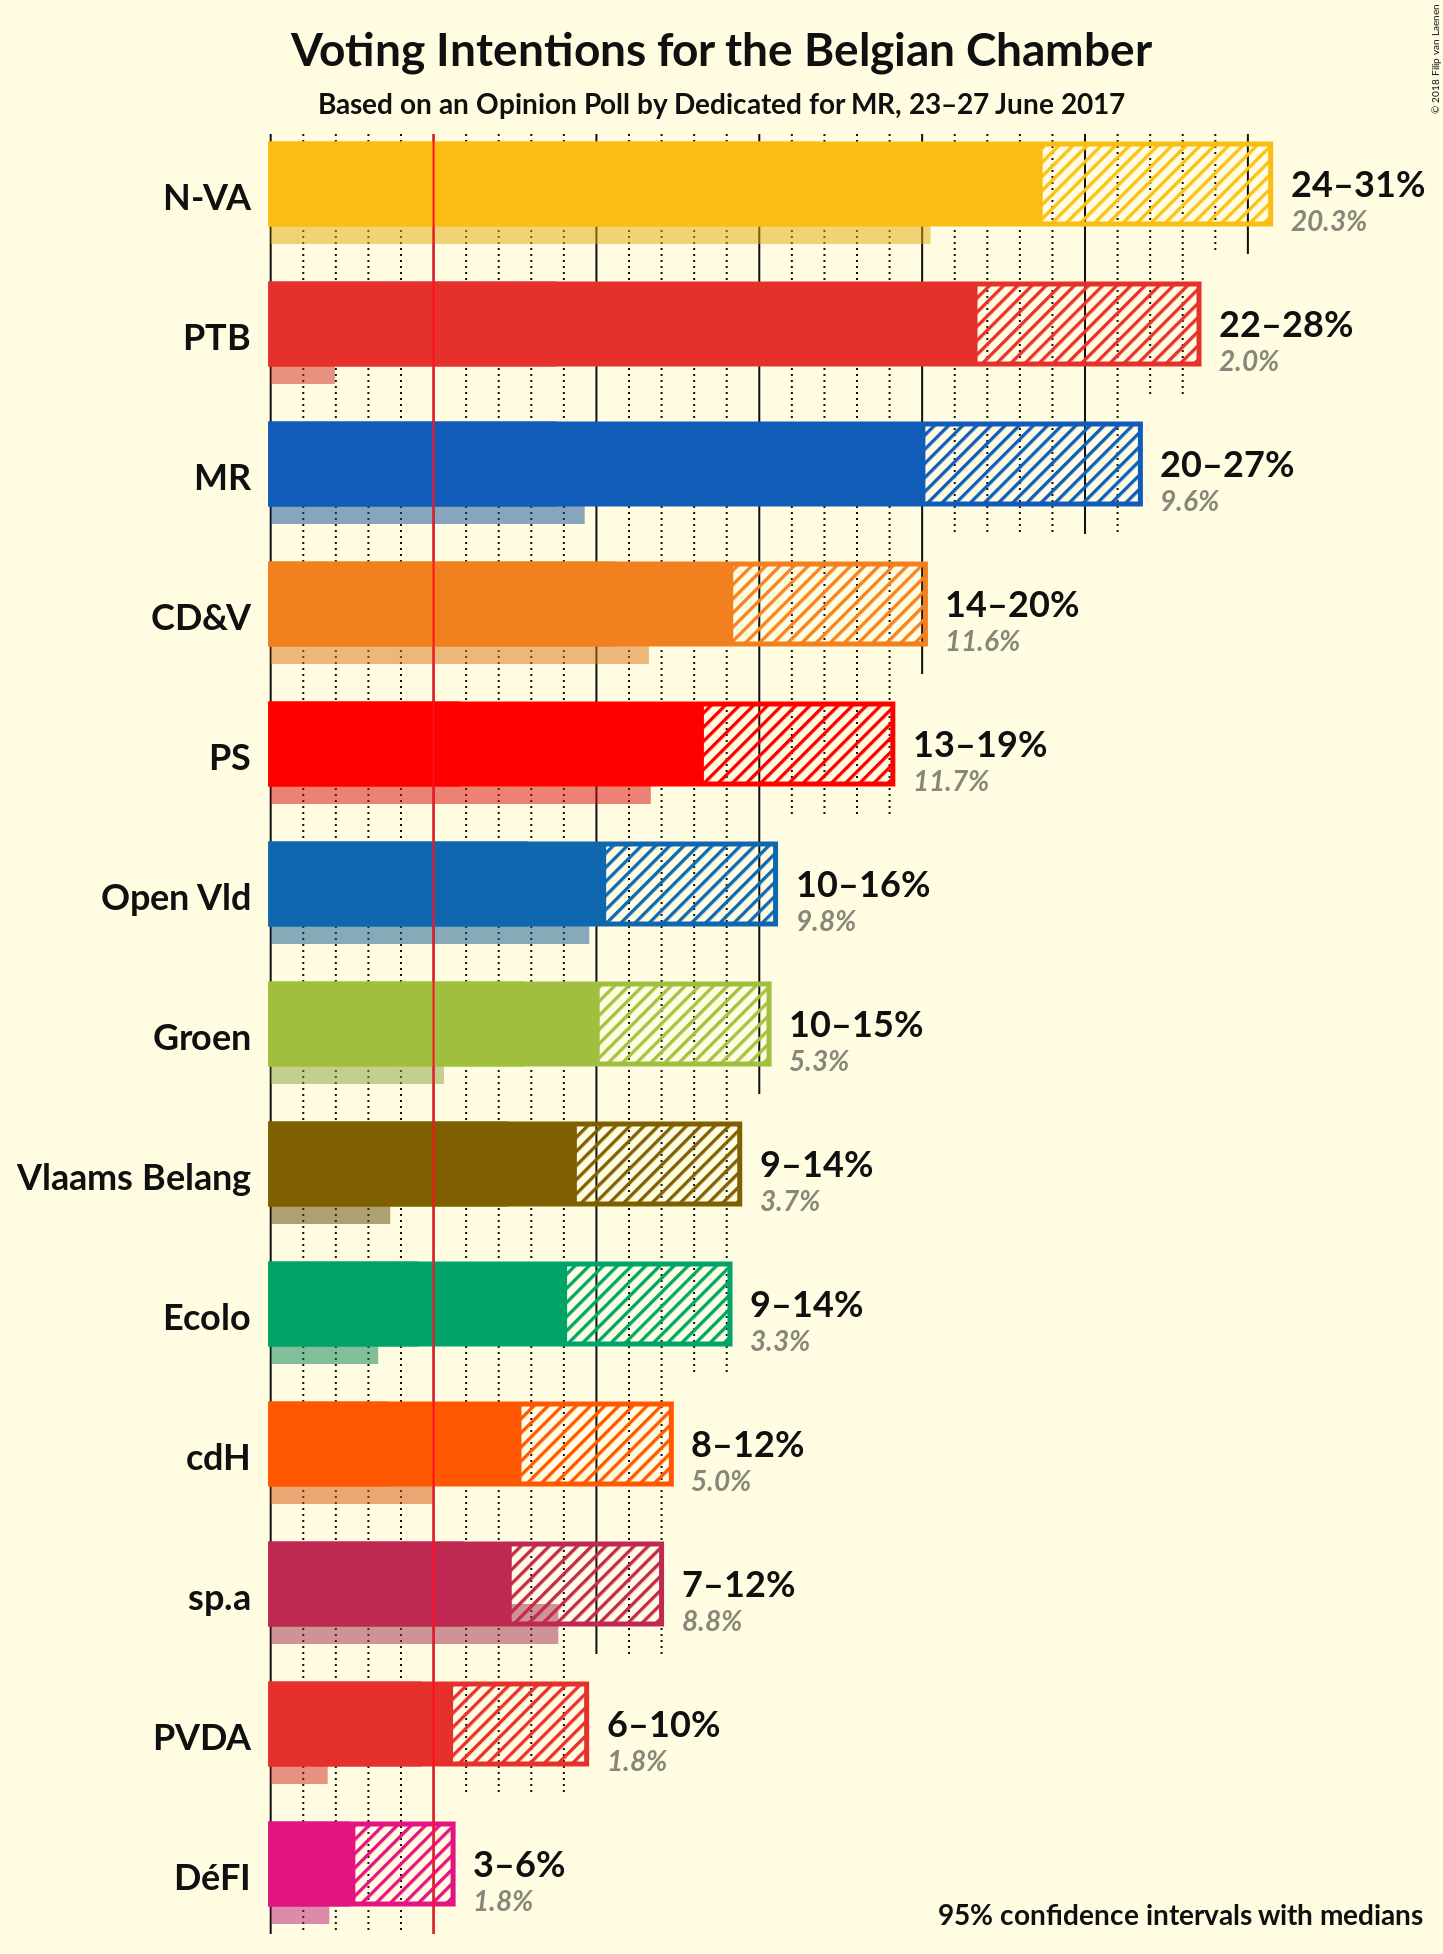 Voting Intentions for the Belgian Chamber
Based on an Opinion Poll by Dedicated for MR, 23–27 June 2017
© 2018 Filip van Laenen
N-VA
24–31%
20.3%
PTB
22–28%
2.0%
MR
20–27%
9.6%
CD&V
14–20%
11.6%
PS
13–19%
11.7%
Open Vld
10–16%
9.8%
Groen
10–15%
5.3%
Vlaams Belang
9–14%
3.7%
Ecolo
9–14%
3.3%
cdH
8–12%
5.0%
sp.a
7–12%
8.8%
PVDA
6–10%
1.8%
DéFI
3–6%
1.8%
95% confidence intervals with medians